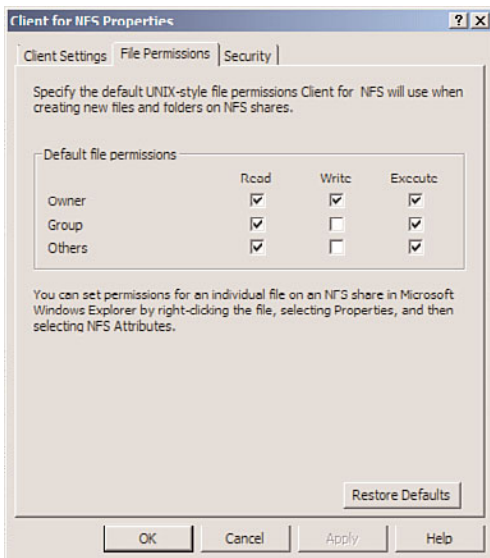 Client for NFS Properties
Client Settings File Permissions Security
Specify the default UNIX-style file permissions Client for NFS will use when
creating new files and folders on NFS shares.
Default file permissions
Read Write Execute
Owner
Group
Others
You can set permissions for an individual file on an NFS share in Microsoft
Windows Explorer by right-clicking the file, selecting Properties, and then
selecting NFS Attributes.
Restore Defaults
OK Cancel Apply Help